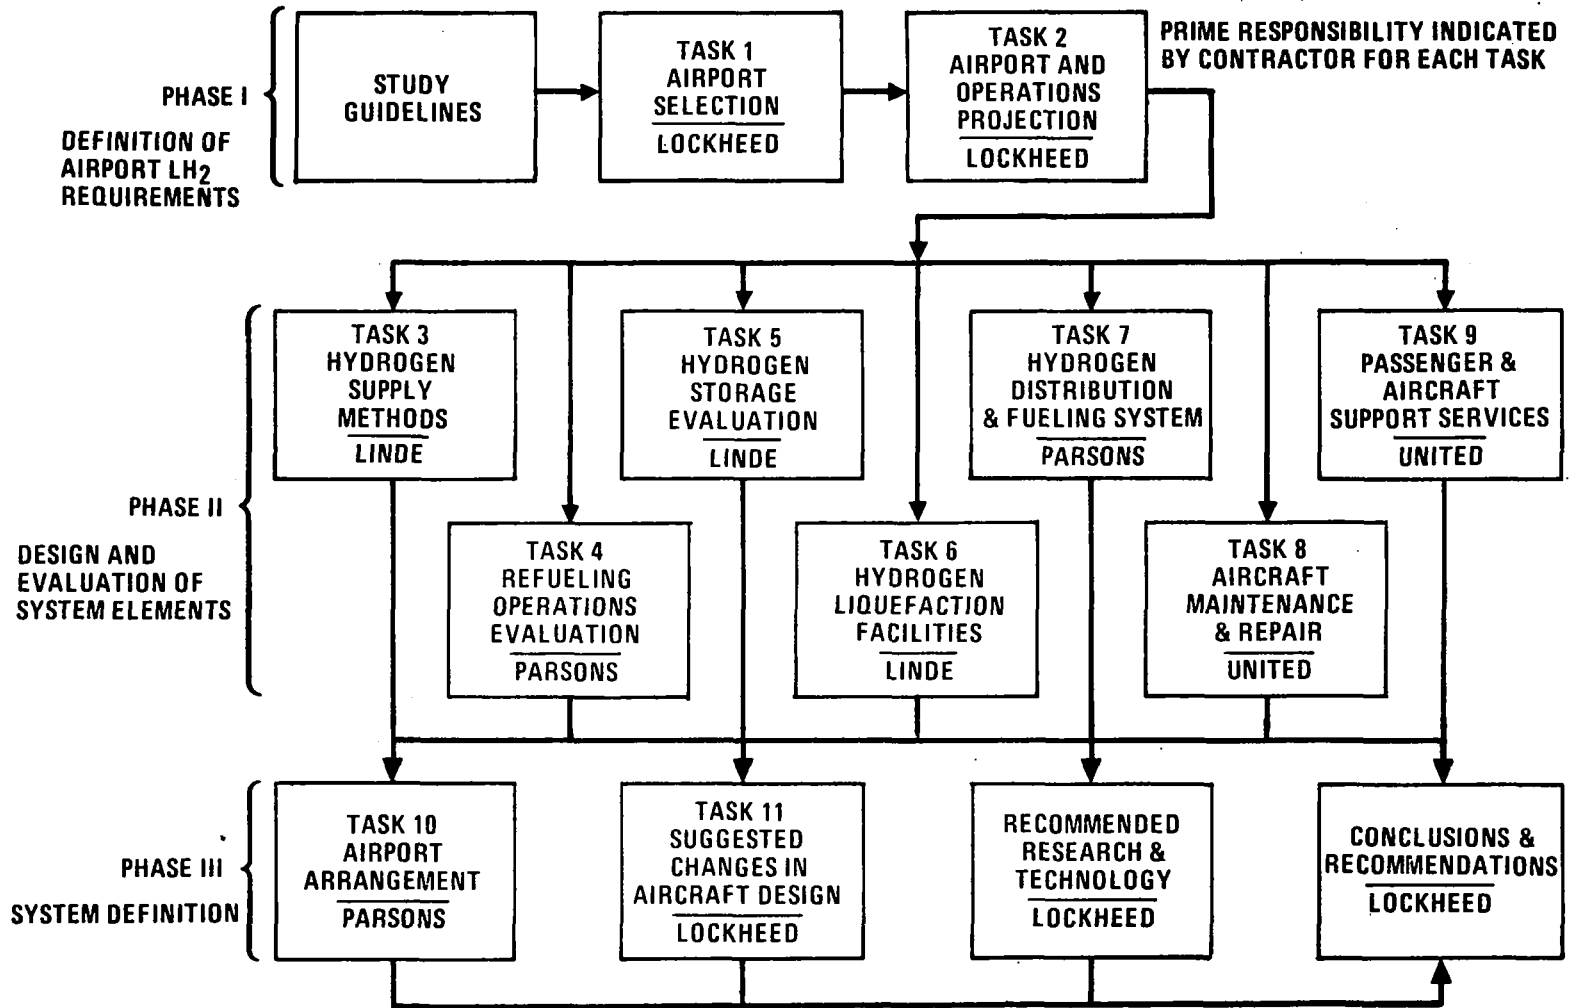 PHASE I
DEFINITION OF
AIRPORT LH2
REQUIREMENTS
STUDY
GUIDELINES
TASK 1
AIRPORT
SELECTION
LOCKHEED
TASK 2
AIRPORT AND
OPERATIONS
PROJECTION
LOCKHEED
PRIME RESPONSIBILITY INDICATED
BY CONTRACTOR FOR EACH TASK
PHASE II
DESIGN AND
EVALUATION OF
SYSTEM ELEMENTS
TASK 3
HYDROGEN
SUPPLY
METHODS
LINDE
TASK 4
REFUELING
OPERATIONS
EVALUATION
PARSONS
TASK 5
HYDROGEN
STORAGE
EVALUATION
LINDE
TASK 6
HYDROGEN
LIQUEFACTION
FACILITIES
LINDE
TASK 7
HYDROGEN
DISTRIBUTION
& FUELING SYSTEM
PARSONS
TASK 8
AIRCRAFT
MAINTENANCE
& REPAIR
UNITED
TASK 9
PASSENGER &
AIRCRAFT
SUPPORT SERVICES
UNITED
PHASE III
SYSTEM DEFINITION
TASK 10
AIRPORT
ARRANGEMENT
PARSONS
TASK 11
SUGGESTED
CHANGES IN
AIRCRAFT DESIGN
LOCKHEED
RECOMMENDED
RESEARCH &
TECHNOLOGY
LOCKHEED
CONCLUSIONS &
RECOMMENDATIONS
LOCKHEED